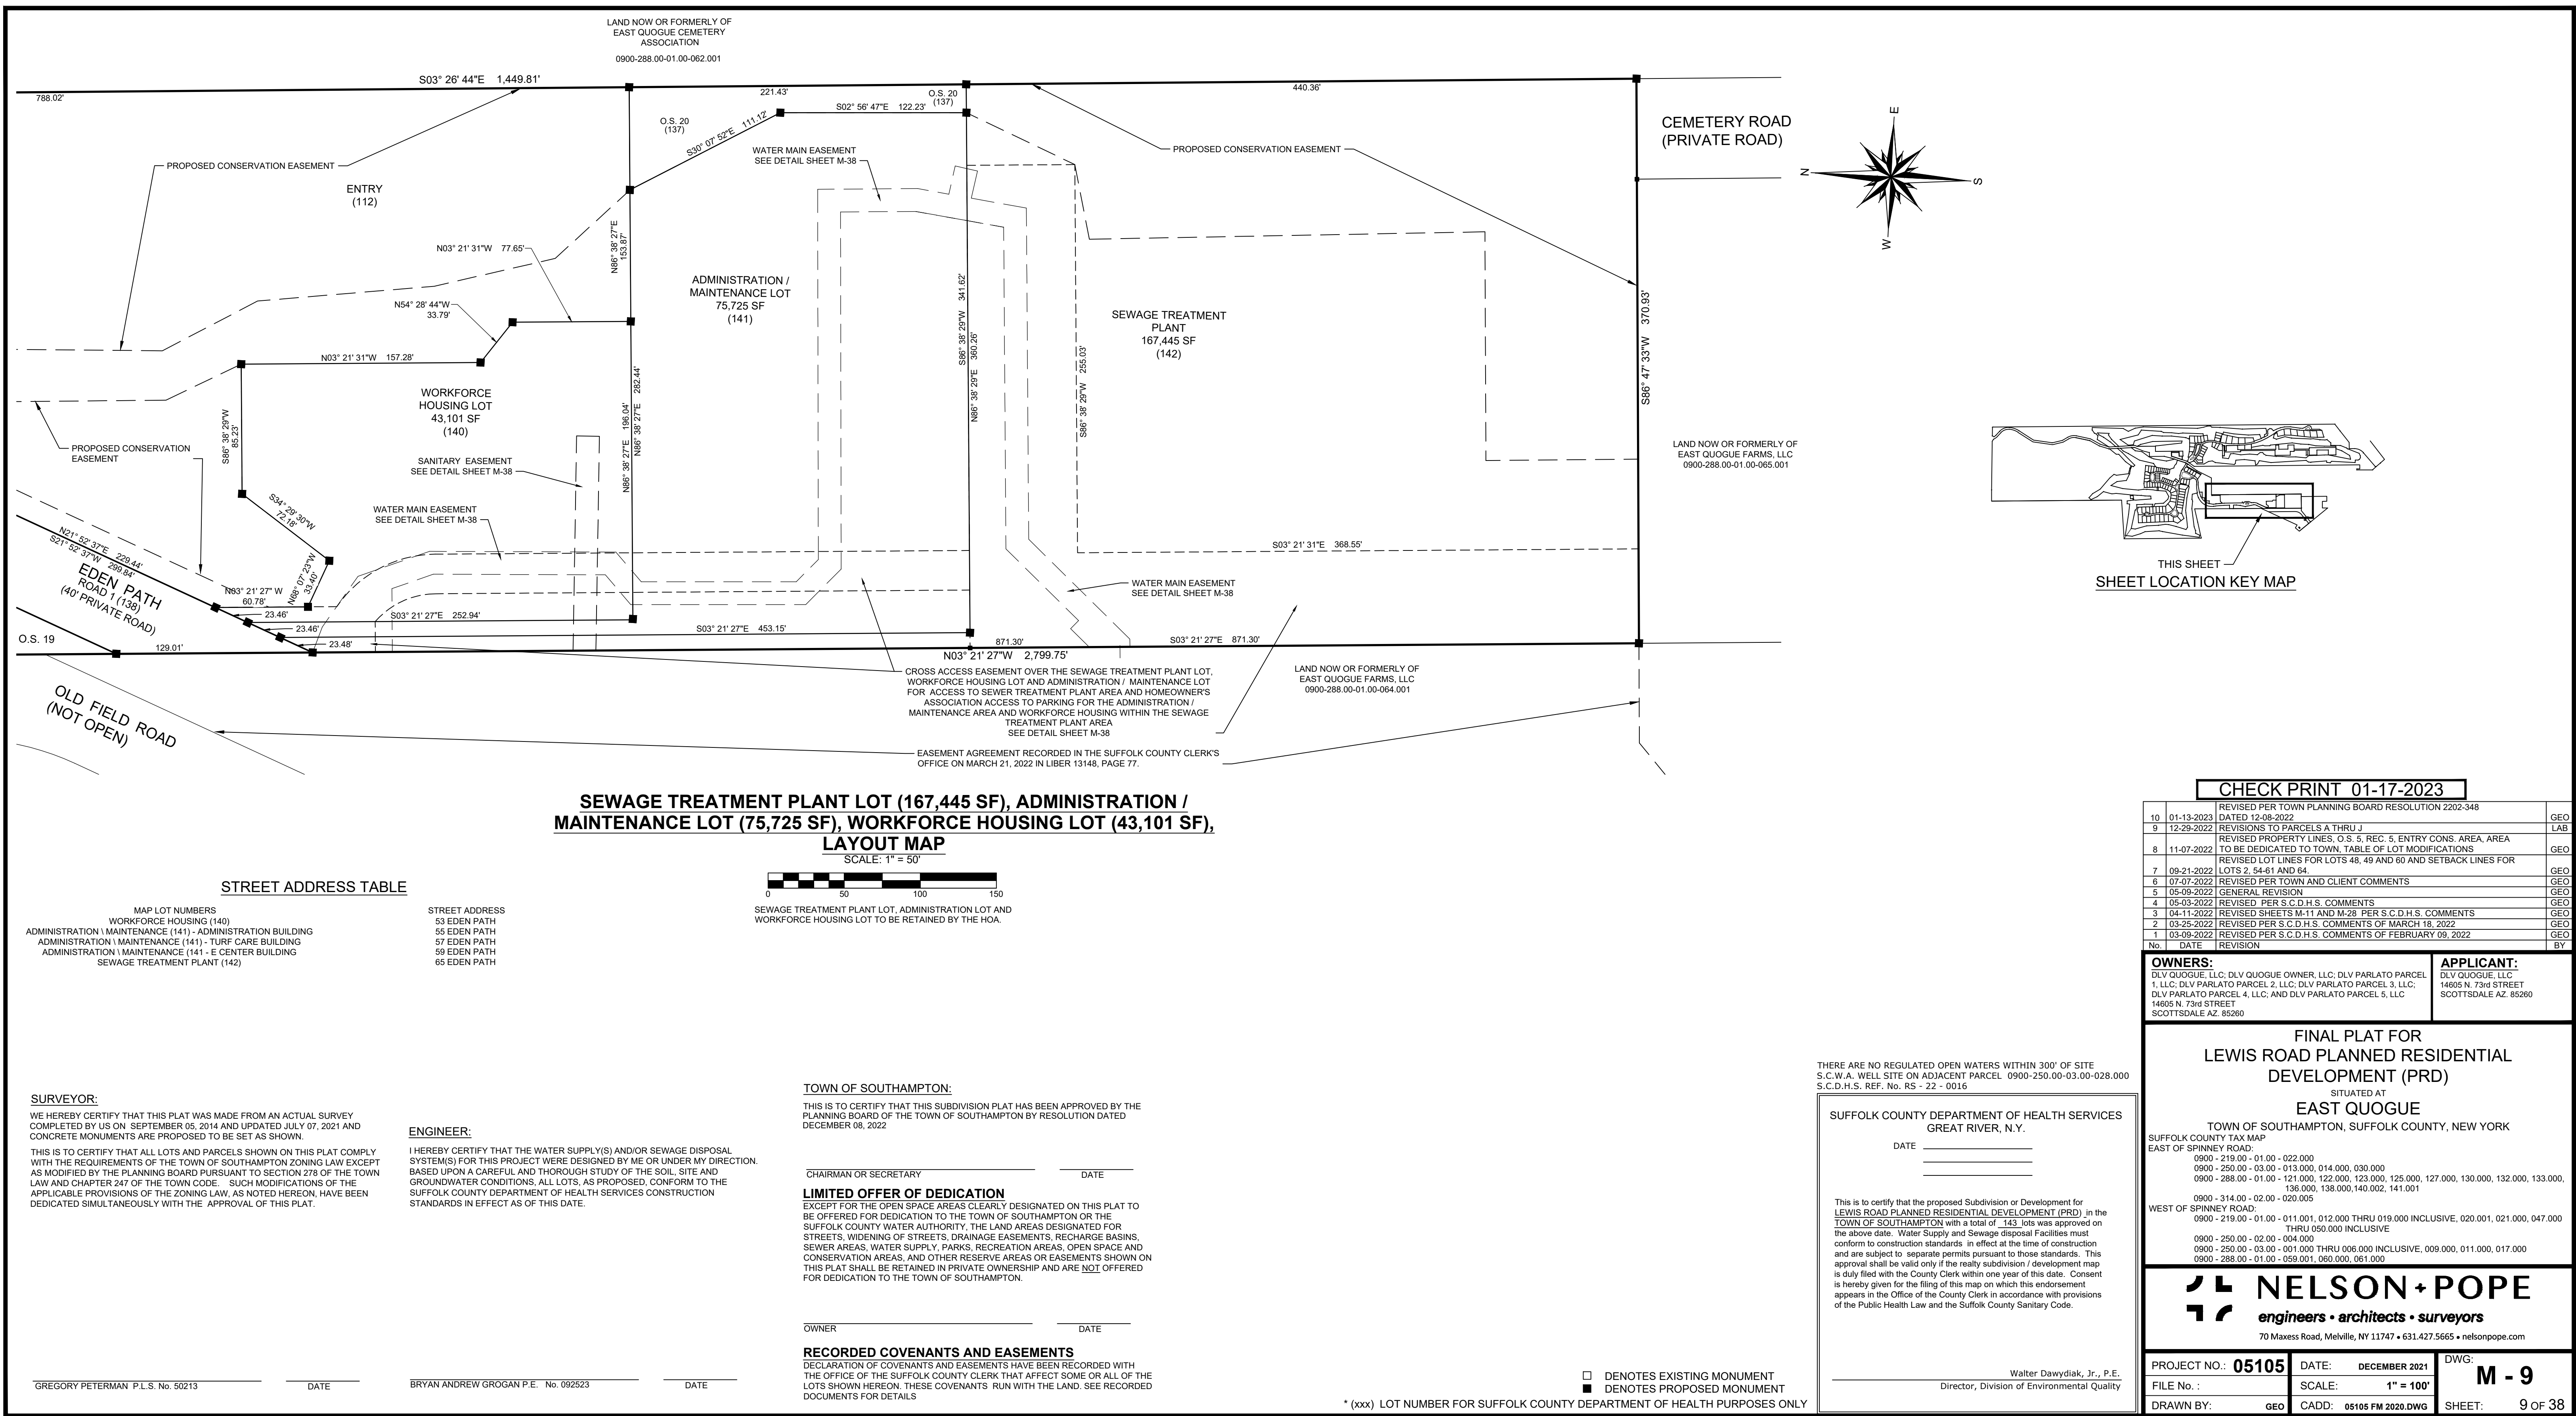 LAND NOW OR FORMERLY OF
EAST QUOGUE CEMETERY
ASSOCIATION
0900-288.00-01.00-062.001
S03° 26' 44"E 1,449.81'
788.02'
221.43'
O.S. 20
(137)
440.36'
S02° 56' 47"E 122.23'
O.S. 20
(137)
S30° 07' 52"E 111.12'
CEMETERY ROAD
(PRIVATE ROAD)
N
E
S
W
WATER MAIN EASEMENT
SEE DETAIL SHEET M-38
PROPOSED CONSERVATION EASEMENT
PROPOSED CONSERVATION EASEMENT
ENTRY
(112)
N03° 21' 31"W 77.65'
N86° 38' 27"E
153.87'
ADMINISTRATION /
MAINTENANCE LOT
75,725 SF
(141)
N54° 28' 44"W
33.79'
S86° 38' 29"W 341.62'
N86° 38' 29"E 360.26'
SEWAGE TREATMENT
PLANT
167,445 SF
(142)
S86° 38' 29"W 255.03'
S86° 47' 33"W 370.93'
N03° 21' 31"W 157.28'
WORKFORCE
HOUSING LOT
43,101 SF
(140)
S86° 38' 29"W
85.23'
N86° 38' 27"E 196.04'
N86° 38' 27"E 282.44'
PROPOSED CONSERVATION
EASEMENT
SANITARY EASEMENT
SEE DETAIL SHEET M-38
LAND NOW OR FORMERLY OF
EAST QUOGUE FARMS, LLC
0900-288.00-01.00-065.001
S34° 29' 30"W
72.18'
WATER MAIN EASEMENT
SEE DETAIL SHEET M-38
N21° 52' 37"E 229.44'
S21° 52' 37"W 299.84'
EDEN PATH
ROAD 1 (138)
(40' PRIVATE ROAD)
N68° 07' 23"W
33.40'
N03° 21' 27" W
60.78'
S03° 21' 31"E 368.55'
WATER MAIN EASEMENT
SEE DETAIL SHEET M-38
23.46'
S03° 21' 27"E 252.94'
23.46'
S03° 21' 27"E 453.15'
O.S. 19
129.01'
23.48'
871.30'
S03° 21' 27"E 871.30'
N03° 21' 27"W 2,799.75'
CROSS ACCESS EASEMENT OVER THE SEWAGE TREATMENT PLANT LOT,
WORKFORCE HOUSING LOT AND ADMINISTRATION / MAINTENANCE LOT
FOR ACCESS TO SEWER TREATMENT PLANT AREA AND HOMEOWNER'S
ASSOCIATION ACCESS TO PARKING FOR THE ADMINISTRATION /
MAINTENANCE AREA AND WORKFORCE HOUSING WITHIN THE SEWAGE
TREATMENT PLANT AREA
SEE DETAIL SHEET M-38
LAND NOW OR FORMERLY OF
EAST QUOGUE FARMS, LLC
0900-288.00-01.00-064.001
OLD FIELD ROAD
(NOT OPEN)
EASEMENT AGREEMENT RECORDED IN THE SUFFOLK COUNTY CLERK'S
OFFICE ON MARCH 21, 2022 IN LIBER 13148, PAGE 77.
THIS SHEET
SHEET LOCATION KEY MAP
SEWAGE TREATMENT PLANT LOT (167,445 SF), ADMINISTRATION /
MAINTENANCE LOT (75,725 SF), WORKFORCE HOUSING LOT (43,101 SF),
LAYOUT MAP
SCALE: 1" = 50'
0 50 100 150
SEWAGE TREATMENT PLANT LOT, ADMINISTRATION LOT AND
WORKFORCE HOUSING LOT TO BE RETAINED BY THE HOA.
STREET ADDRESS TABLE
MAP LOT NUMBERS STREET ADDRESS
WORKFORCE HOUSING (140) 53 EDEN PATH
ADMINISTRATION \ MAINTENANCE (141) - ADMINISTRATION BUILDING 55 EDEN PATH
ADMINISTRATION \ MAINTENANCE (141) - TURF CARE BUILDING 57 EDEN PATH
ADMINISTRATION \ MAINTENANCE (141 - E CENTER BUILDING 59 EDEN PATH
SEWAGE TREATMENT PLANT (142) 65 EDEN PATH
SURVEYOR:
WE HEREBY CERTIFY THAT THIS PLAT WAS MADE FROM AN ACTUAL SURVEY
COMPLETED BY US ON SEPTEMBER 05, 2014 AND UPDATED JULY 07, 2021 AND
CONCRETE MONUMENTS ARE PROPOSED TO BE SET AS SHOWN.
THIS IS TO CERTIFY THAT ALL LOTS AND PARCELS SHOWN ON THIS PLAT COMPLY
WITH THE REQUIREMENTS OF THE TOWN OF SOUTHAMPTON ZONING LAW EXCEPT
AS MODIFIED BY THE PLANNING BOARD PURSUANT TO SECTION 278 OF THE TOWN
LAW AND CHAPTER 247 OF THE TOWN CODE. SUCH MODIFICATIONS OF THE
APPLICABLE PROVISIONS OF THE ZONING LAW, AS NOTED HEREON, HAVE BEEN
DEDICATED SIMULTANEOUSLY WITH THE APPROVAL OF THIS PLAT.
GREGORY PETERMAN P.L.S. No. 50213 DATE
ENGINEER:
I HEREBY CERTIFY THAT THE WATER SUPPLY(S) AND/OR SEWAGE DISPOSAL
SYSTEM(S) FOR THIS PROJECT WERE DESIGNED BY ME OR UNDER MY DIRECTION.
BASED UPON A CAREFUL AND THOROUGH STUDY OF THE SOIL, SITE AND
GROUNDWATER CONDITIONS, ALL LOTS, AS PROPOSED, CONFORM TO THE
SUFFOLK COUNTY DEPARTMENT OF HEALTH SERVICES CONSTRUCTION
STANDARDS IN EFFECT AS OF THIS DATE.
BRYAN ANDREW GROGAN P.E. No. 092523 DATE
TOWN OF SOUTHAMPTON:
THIS IS TO CERTIFY THAT THIS SUBDIVISION PLAT HAS BEEN APPROVED BY THE
PLANNING BOARD OF THE TOWN OF SOUTHAMPTON BY RESOLUTION DATED
DECEMBER 08, 2022
CHAIRMAN OR SECRETARY DATE
LIMITED OFFER OF DEDICATION
EXCEPT FOR THE OPEN SPACE AREAS CLEARLY DESIGNATED ON THIS PLAT TO
BE OFFERED FOR DEDICATION TO THE TOWN OF SOUTHAMPTON OR THE
SUFFOLK COUNTY WATER AUTHORITY, THE LAND AREAS DESIGNATED FOR
STREETS, WIDENING OF STREETS, DRAINAGE EASEMENTS, RECHARGE BASINS,
SEWER AREAS, WATER SUPPLY, PARKS, RECREATION AREAS, OPEN SPACE AND
CONSERVATION AREAS, AND OTHER RESERVE AREAS OR EASEMENTS SHOWN ON
THIS PLAT SHALL BE RETAINED IN PRIVATE OWNERSHIP AND ARE NOT OFFERED
FOR DEDICATION TO THE TOWN OF SOUTHAMPTON.
OWNER DATE
RECORDED COVENANTS AND EASEMENTS
DECLARATION OF COVENANTS AND EASEMENTS HAVE BEEN RECORDED WITH
THE OFFICE OF THE SUFFOLK COUNTY CLERK THAT AFFECT SOME OR ALL OF THE
LOTS SHOWN HEREON. THESE COVENANTS RUN WITH THE LAND. SEE RECORDED
DOCUMENTS FOR DETAILS
DENOTES EXISTING MONUMENT
DENOTES PROPOSED MONUMENT
* (xxx) LOT NUMBER FOR SUFFOLK COUNTY DEPARTMENT OF HEALTH PURPOSES ONLY
THERE ARE NO REGULATED OPEN WATERS WITHIN 300' OF SITE
S.C.W.A. WELL SITE ON ADJACENT PARCEL 0900-250.00-03.00-028.000
S.C.D.H.S. REF. No. RS - 22 - 0016
SUFFOLK COUNTY DEPARTMENT OF HEALTH SERVICES
GREAT RIVER, N.Y.
DATE
This is to certify that the proposed Subdivision or Development for
LEWIS ROAD PLANNED RESIDENTIAL DEVELOPMENT (PRD) in the
TOWN OF SOUTHAMPTON with a total of 143 lots was approved on
the above date. Water Supply and Sewage disposal Facilities must
conform to construction standards in effect at the time of construction
and are subject to separate permits pursuant to those standards. This
approval shall be valid only if the realty subdivision / development map
is duly filed with the County Clerk within one year of this date. Consent
is hereby given for the filing of this map on which this endorsement
appears in the Office of the County Clerk in accordance with provisions
of the Public Health Law and the Suffolk County Sanitary Code.
Walter Dawydiak, Jr., P.E.
Director, Division of Environmental Quality
CHECK PRINT 01-17-2023
REVISED PER TOWN PLANNING BOARD RESOLUTION 2202-348
10 01-13-2023 DATED 12-08-2022 GEO
9 12-29-2022 REVISIONS TO PARCELS A THRU J LAB
REVISED PROPERTY LINES, O.S. 5, REC. 5, ENTRY CONS. AREA, AREA
8 11-07-2022 TO BE DEDICATED TO TOWN, TABLE OF LOT MODIFICATIONS GEO
REVISED LOT LINES FOR LOTS 48, 49 AND 60 AND SETBACK LINES FOR
7 09-21-2022 LOTS 2, 54-61 AND 64. GEO
6 07-07-2022 REVISED PER TOWN AND CLIENT COMMENTS GEO
5 05-09-2022 GENERAL REVISION GEO
4 05-03-2022 REVISED PER S.C.D.H.S. COMMENTS GEO
3 04-11-2022 REVISED SHEETS M-11 AND M-28 PER S.C.D.H.S. COMMENTS GEO
2 03-25-2022 REVISED PER S.C.D.H.S. COMMENTS OF MARCH 18, 2022 GEO
1 03-09-2022 REVISED PER S.C.D.H.S. COMMENTS OF FEBRUARY 09, 2022 GEO
No. DATE REVISION BY
OWNERS:
DLV QUOGUE, LLC; DLV QUOGUE OWNER, LLC; DLV PARLATO PARCEL
1, LLC; DLV PARLATO PARCEL 2, LLC; DLV PARLATO PARCEL 3, LLC;
DLV PARLATO PARCEL 4, LLC; AND DLV PARLATO PARCEL 5, LLC
14605 N. 73rd STREET
SCOTTSDALE AZ. 85260
APPLICANT:
DLV QUOGUE, LLC
14605 N. 73rd STREET
SCOTTSDALE AZ. 85260
FINAL PLAT FOR
LEWIS ROAD PLANNED RESIDENTIAL
DEVELOPMENT (PRD)
SITUATED AT
EAST QUOGUE
TOWN OF SOUTHAMPTON, SUFFOLK COUNTY, NEW YORK
SUFFOLK COUNTY TAX MAP
EAST OF SPINNEY ROAD:
0900 - 219.00 - 01.00 - 022.000
0900 - 250.00 - 03.00 - 013.000, 014.000, 030.000
0900 - 288.00 - 01.00 - 121.000, 122.000, 123.000, 125.000, 127.000, 130.000, 132.000, 133.000,
136.000, 138.000,140.002, 141.001
0900 - 314.00 - 02.00 - 020.005
WEST OF SPINNEY ROAD:
0900 - 219.00 - 01.00 - 011.001, 012.000 THRU 019.000 INCLUSIVE, 020.001, 021.000, 047.000
THRU 050.000 INCLUSIVE
0900 - 250.00 - 02.00 - 004.000
0900 - 250.00 - 03.00 - 001.000 THRU 006.000 INCLUSIVE, 009.000, 011.000, 017.000
0900 - 288.00 - 01.00 - 059.001, 060.000, 061.000
NELSON + POPE
engineers • architects • surveyors
70 Maxess Road, Melville, NY 11747 • 631.427.5665 • nelsonpope.com
PROJECT NO.: 05105
DATE: DECEMBER 2021
DWG:
M - 9
FILE No. :
SCALE: 1" = 100'
DRAWN BY: GEO
CADD: 05105 FM 2020.DWG
SHEET: 9 OF 38